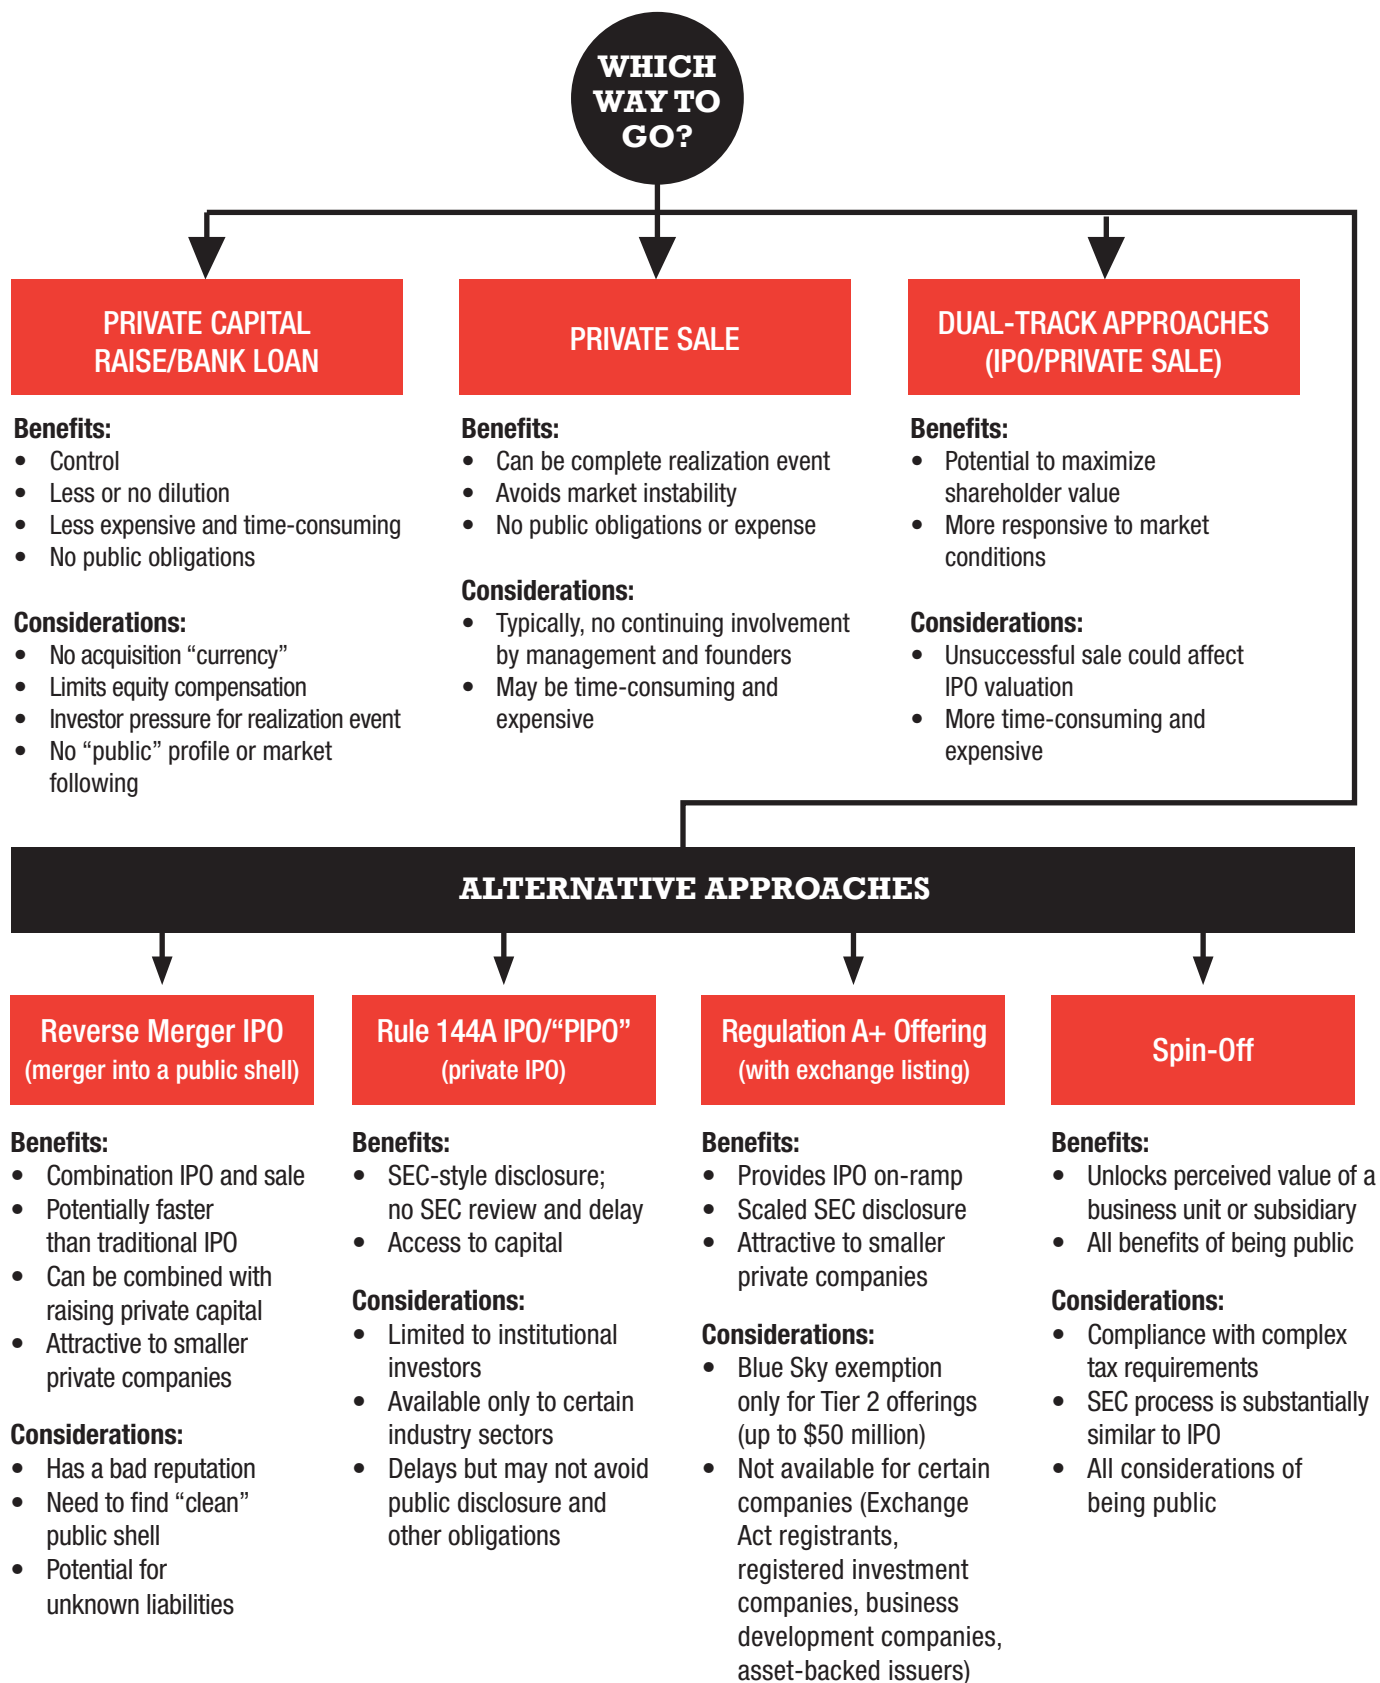 WHICH
WAY TO
GO?
PRIVATE CAPITAL
RAISE/BANK LOAN
Benefits:
• Control
• Less or no dilution
• Less expensive and time-consuming
• No public obligations
Considerations:
• No acquisition “currency”
• Limits equity compensation
• Investor pressure for realization event
• No “public” profile or market
following
PRIVATE SALE
Benefits:
• Can be complete realization event
• Avoids market instability
• No public obligations or expense
Considerations:
• Typically, no continuing involvement
by management and founders
• May be time-consuming and
expensive
DUAL-TRACK APPROACHES
(IPO/PRIVATE SALE)
Benefits:
• Potential to maximize
shareholder value
• More responsive to market
conditions
Considerations:
• Unsuccessful sale could affect
IPO valuation
• More time-consuming and
expensive
ALTERNATIVE APPROACHES
Reverse Merger IPO
(merger into a public shell)
Benefits:
• Combination IPO and sale
• Potentially faster
than traditional IPO
• Can be combined with
raising private capital
• Attractive to smaller
private companies
Considerations:
• Has a bad reputation
• Need to find “clean”
public shell
• Potential for
unknown liabilities
Rule 144A IPO/“PIPO”
(private IPO)
Benefits:
• SEC-style disclosure;
no SEC review and delay
• Access to capital
Considerations:
• Limited to institutional
investors
• Available only to certain
industry sectors
• Delays but may not avoid
public disclosure and
other obligations
Regulation A+ Offering
(with exchange listing)
Benefits:
• Provides IPO on-ramp
• Scaled SEC disclosure
• Attractive to smaller
private companies
Considerations:
• Blue Sky exemption
only for Tier 2 offerings
(up to $50 million)
• Not available for certain
companies (Exchange
Act registrants,
registered investment
companies, business
development companies,
asset-backed issuers)
Spin-Off
Benefits:
• Unlocks perceived value of a
business unit or subsidiary
• All benefits of being public
Considerations:
• Compliance with complex
tax requirements
• SEC process is substantially
similar to IPO
• All considerations of
being public